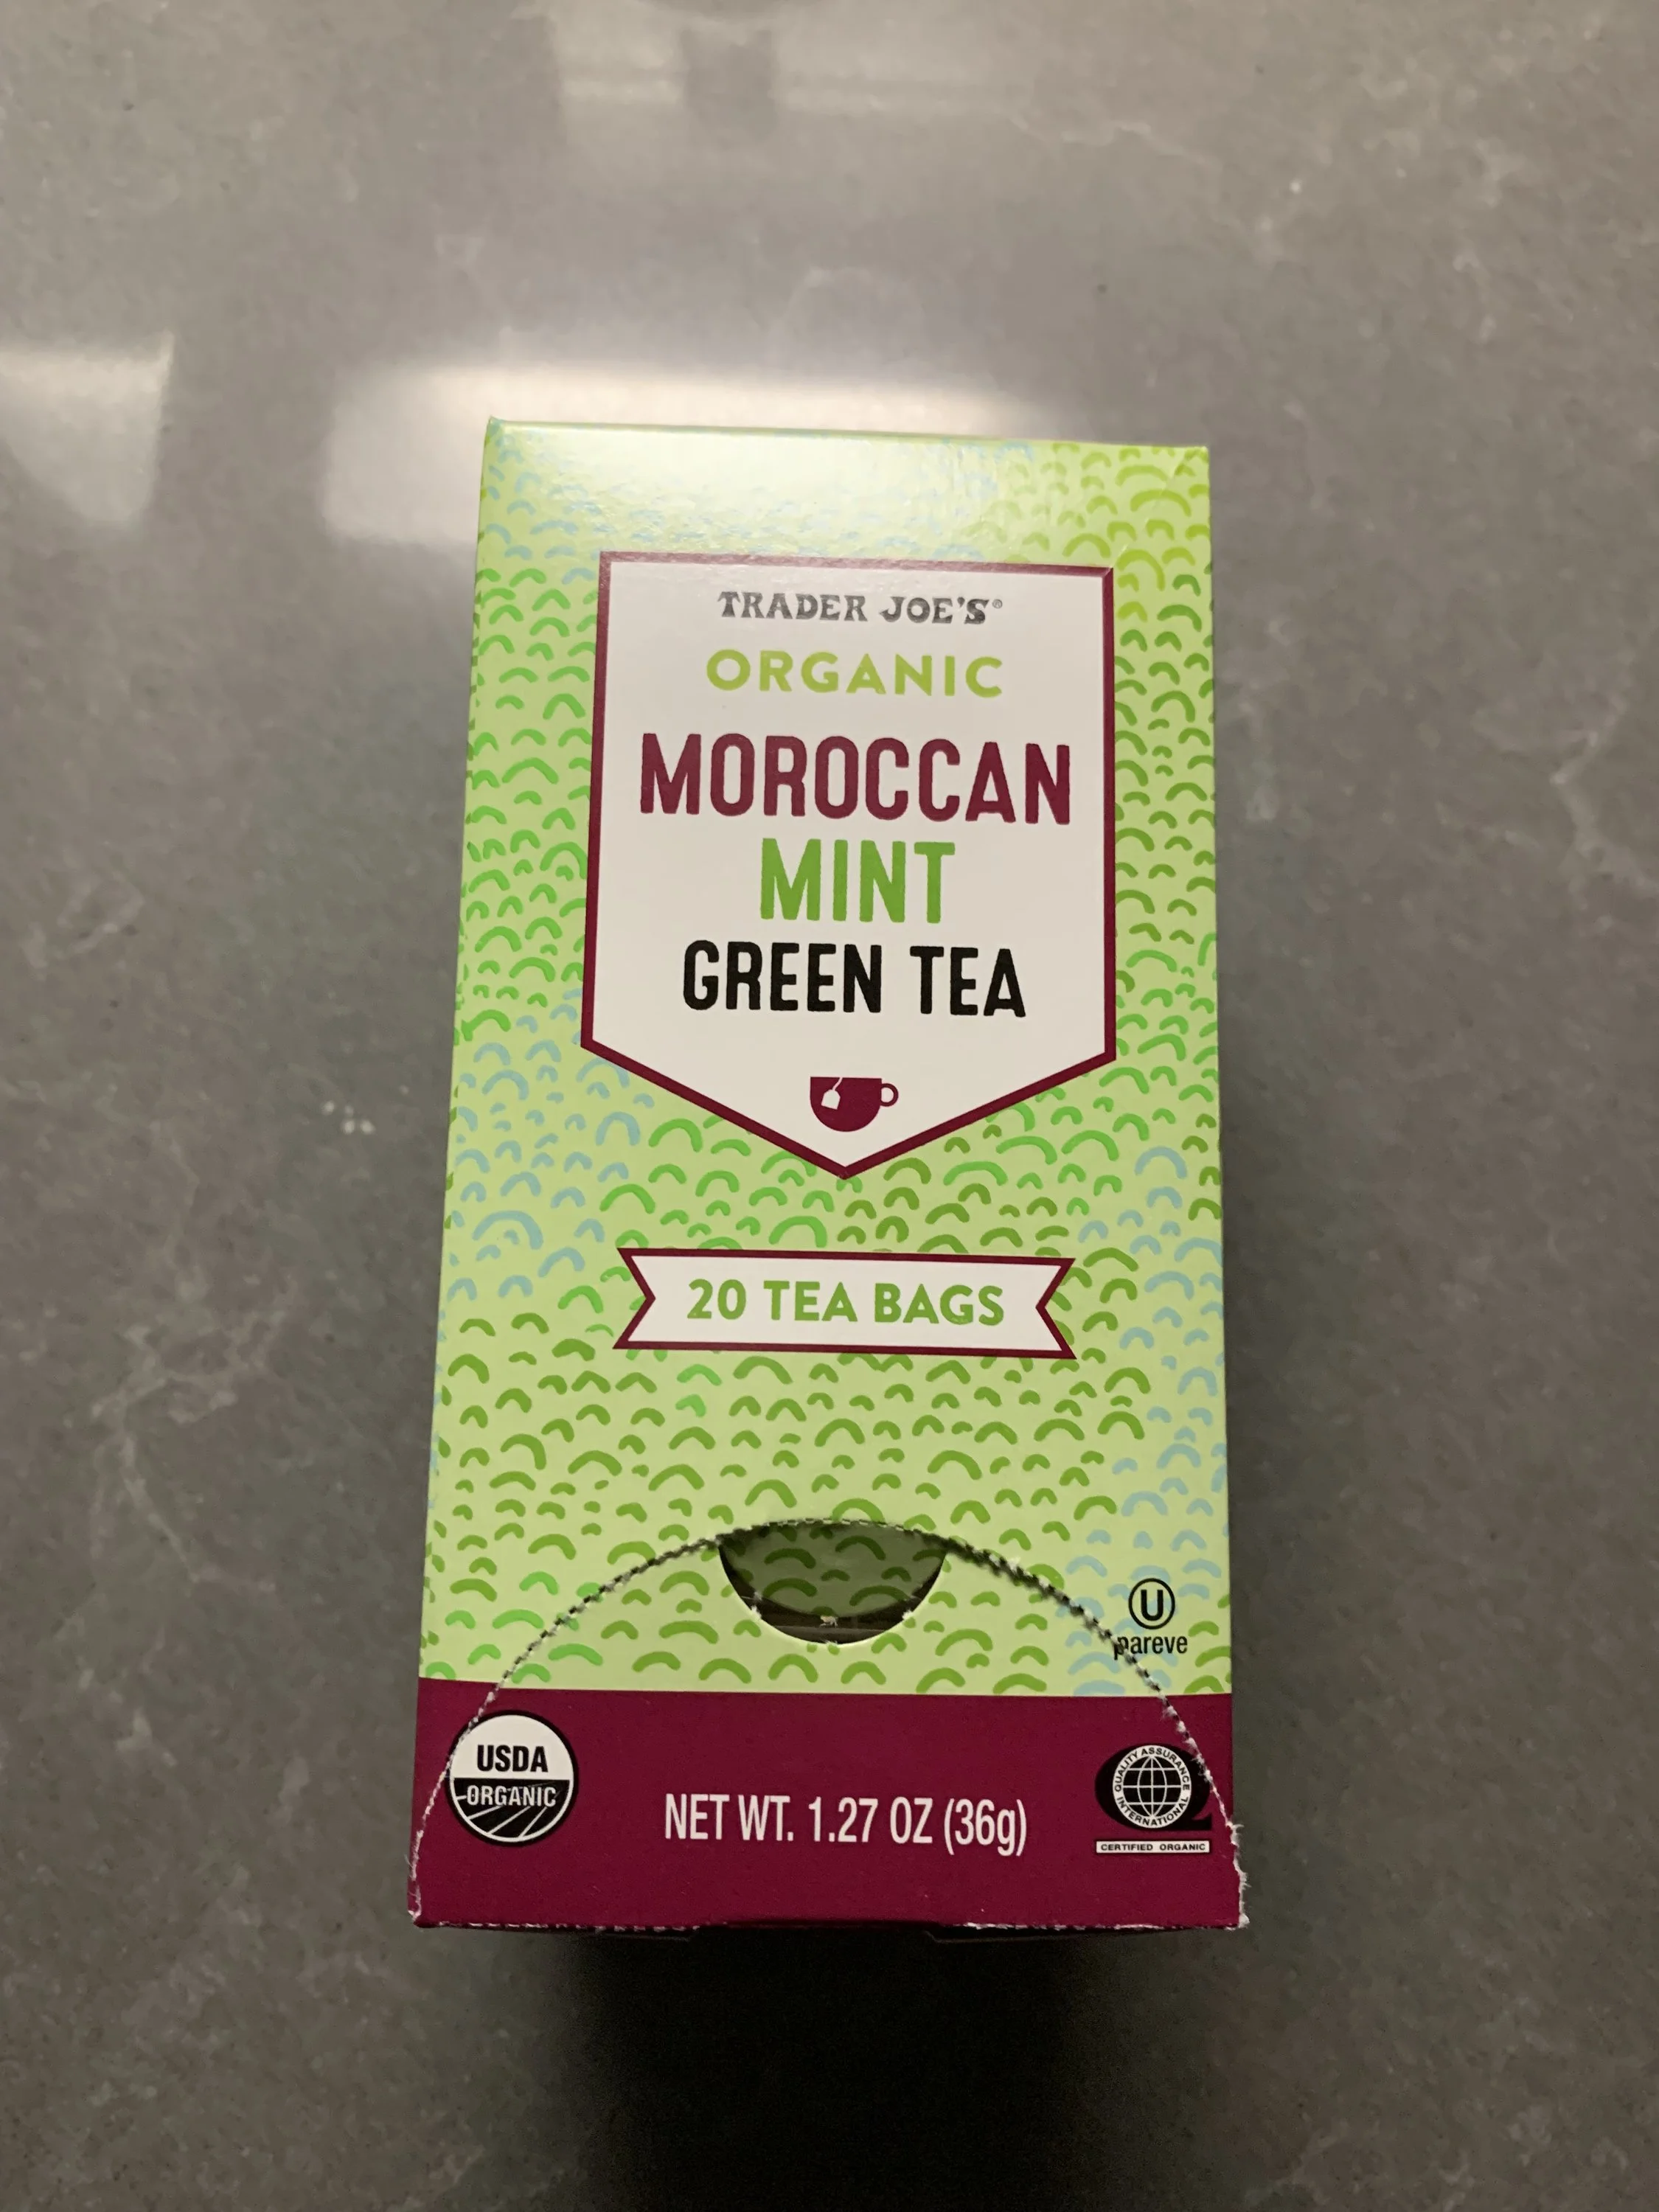 TRADER JOE'S®
ORGANIC
MOROCCAN
MINT
GREEN TEA
20 TEA BAGS
U
pareve
USDA
ORGANIC
NET WT. 1.27 OZ (36g)
QUALITY ASSURANCE
INTERNATIONAL
CERTIFIED ORGANIC